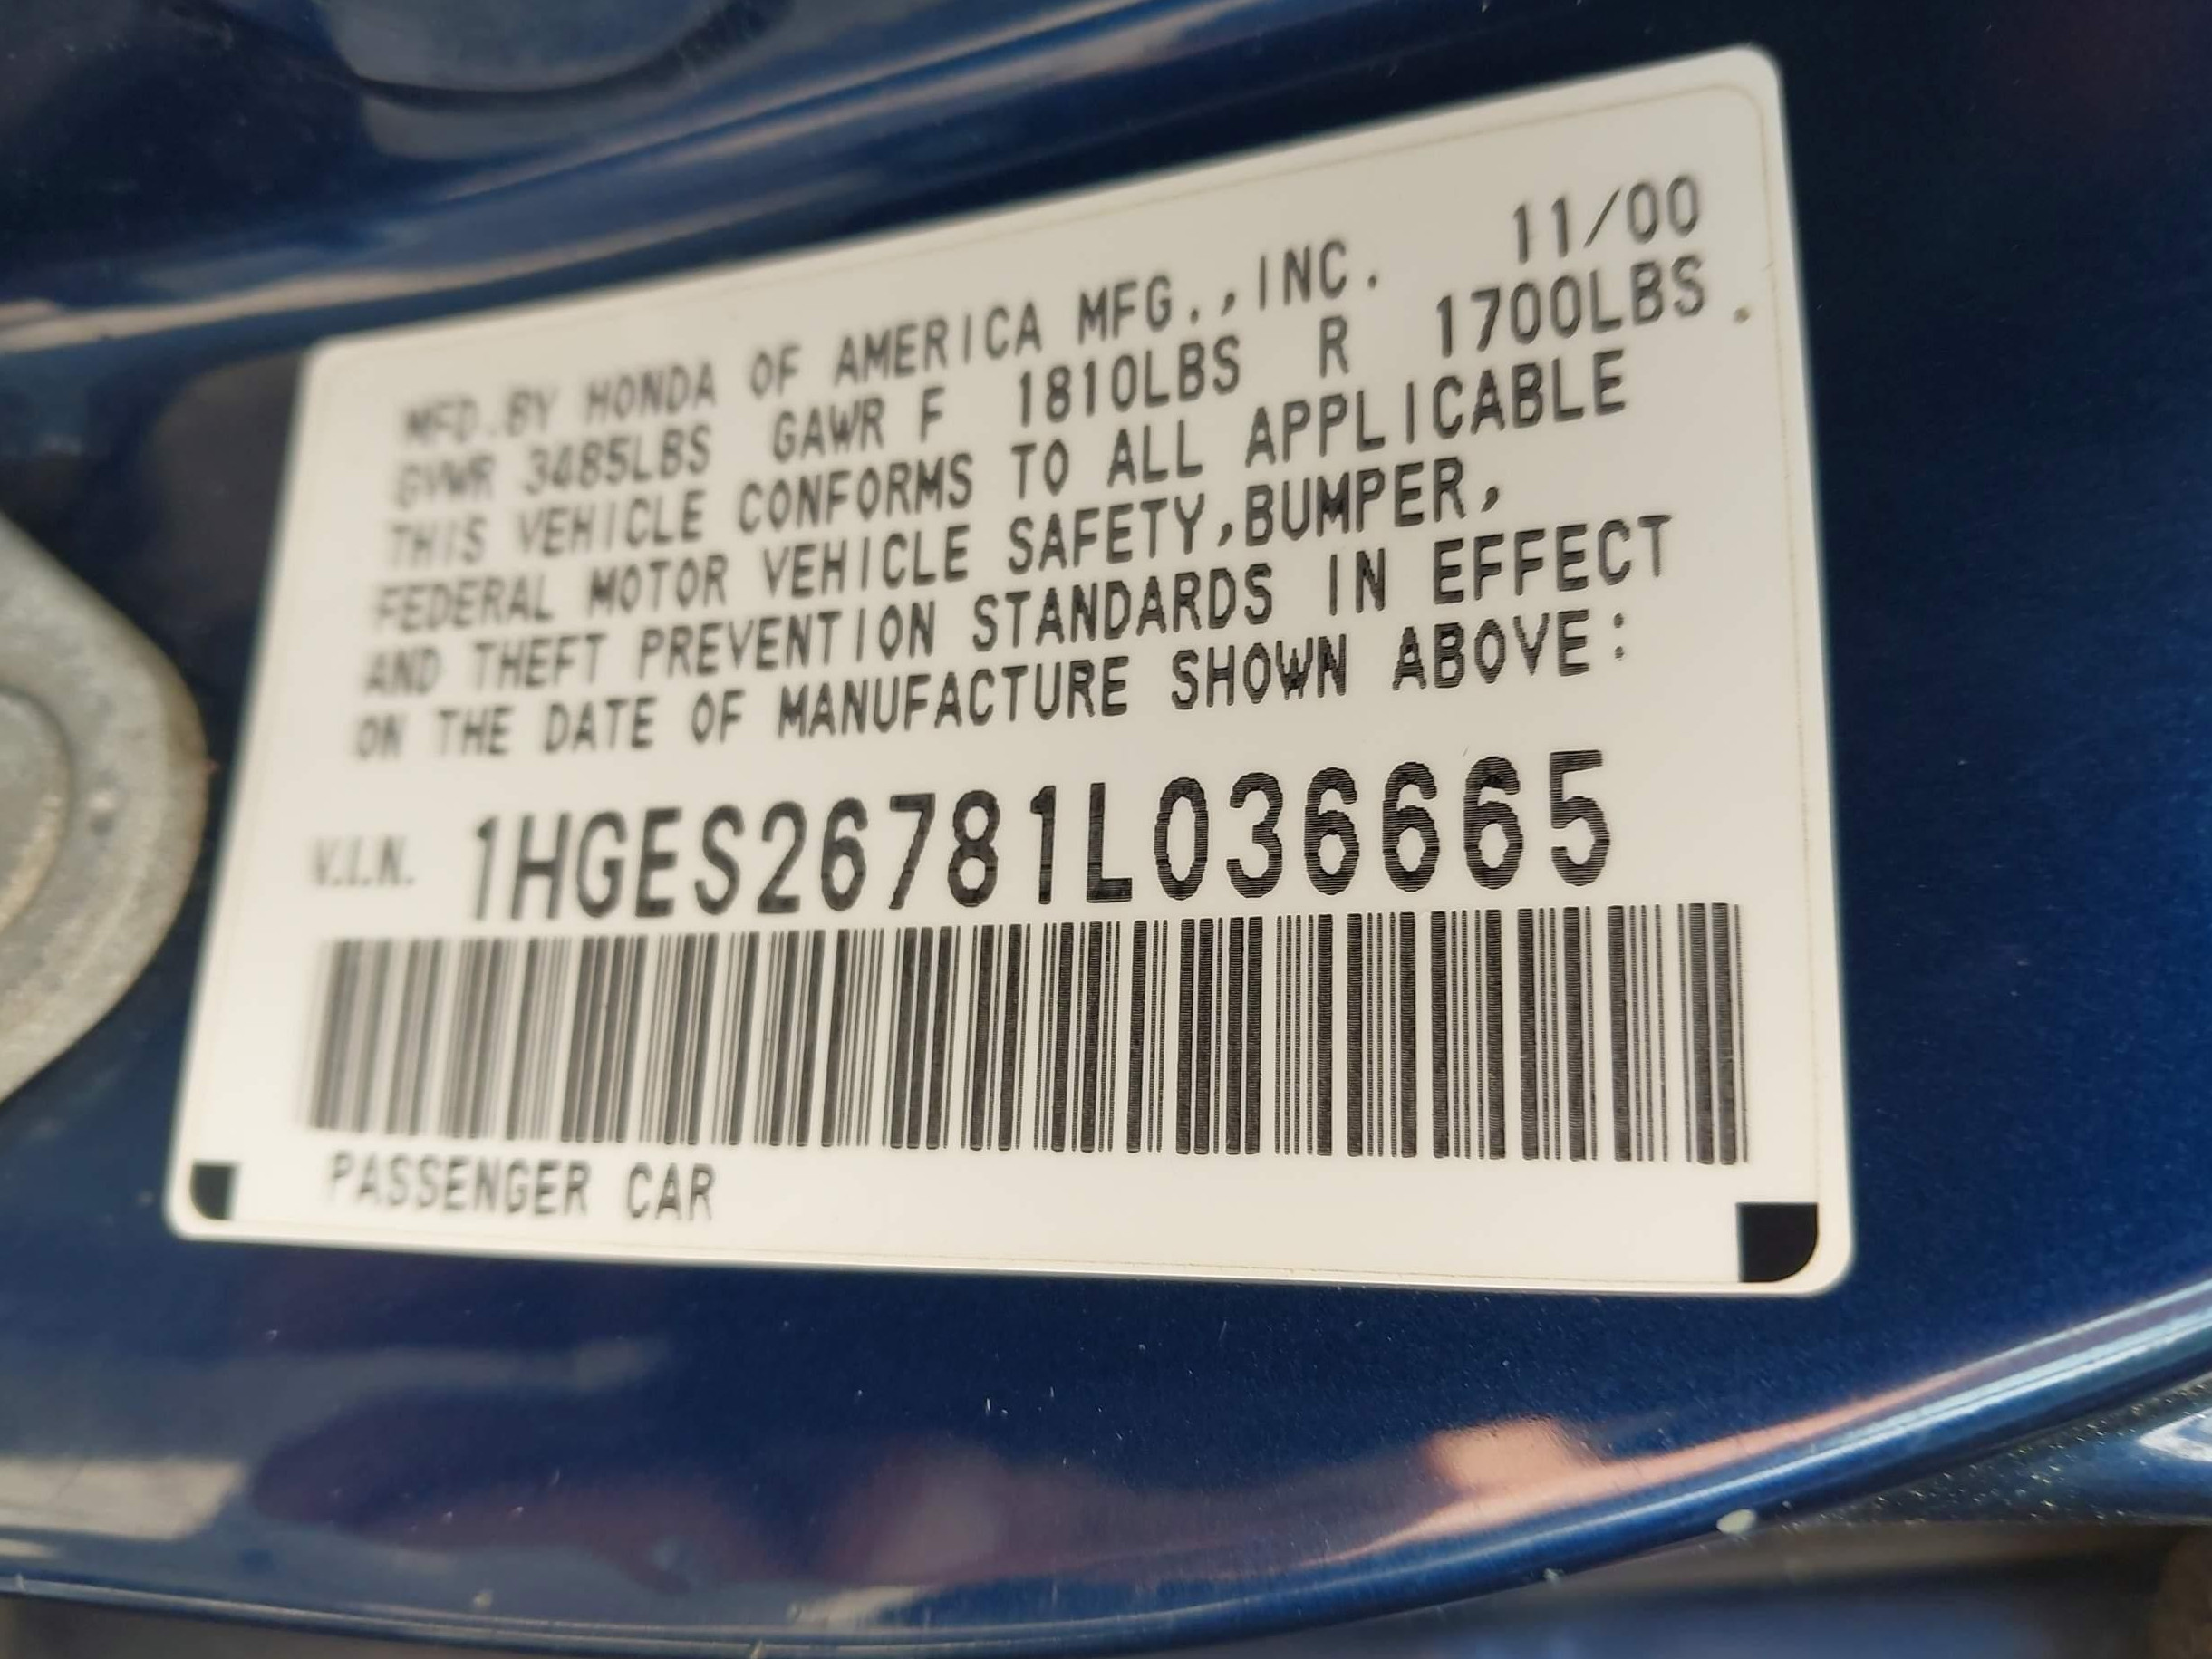 MFD.BY HONDA OF AMERICA MFG.,INC. 11/00
GVWR 3485LBS GAWR F 1810LBS R 1700LBS
THIS VEHICLE CONFORMS TO ALL APPLICABLE
FEDERAL MOTOR VEHICLE SAFETY,BUMPER,
AND THEFT PREVENTION STANDARDS IN EFFECT
ON THE DATE OF MANUFACTURE SHOWN ABOVE:
V.I.N. 1HGES26781L036665
PASSENGER CAR